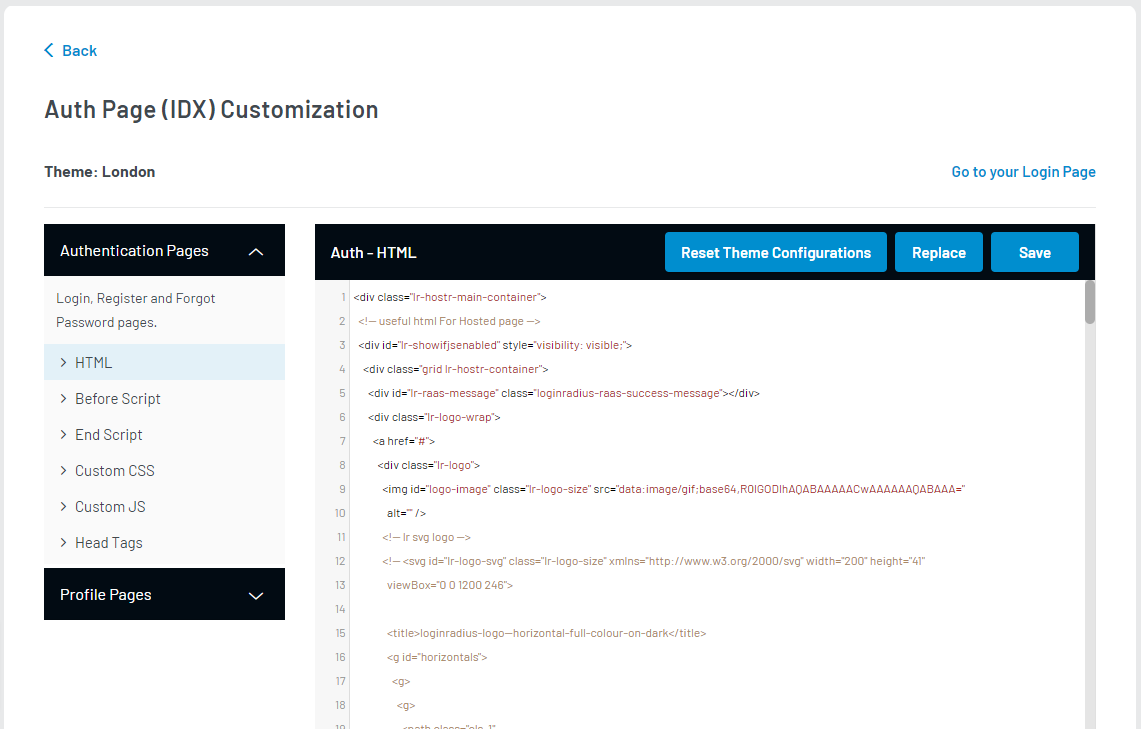 Back
Auth Page (IDX) Customization
Theme: London
Go to your Login Page
Authentication Pages
Login, Register and Forgot
Password pages.
HTML
Before Script
End Script
Custom CSS
Custom JS
Head Tags
Profile Pages
Auth - HTML
Reset Theme Configurations
Replace
Save
1 <div class="lr-hostr-main-container">
2 <!-- useful html For Hosted page -->
3 <div id="lr-showifjsenabled" style="visibility: visible;">
4 <div class="grid lr-hostr-container">
5 <div id="lr-raas-message" class="loginradius-raas-success-message"></div>
6 <div class="lr-logo-wrap">
7 <a href="#">
8 <div class="lr-logo">
9 <img id="logo-image" class="lr-logo-size" src="data:image/gif;base64,R0lGODlhAQABAAAAACwAAAAAAQABAAA="
10 alt="" />
11 <!-- lr svg logo -->
12 <!-- <svg id="lr-logo-svg" class="lr-logo-size" xmlns="http://www.w3.org/2000/svg" width="200" height="41"
13 viewBox="0 0 1200 246">
14
15 <title>loginradius-logo--horizontal-full-colour-on-dark</title>
16 <g id="horizontals">
17 <g>
18 <g>
19 <path class="cls-1"